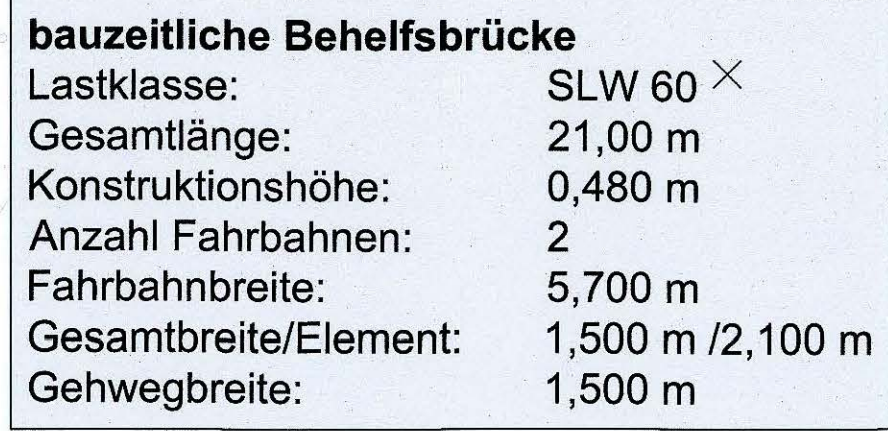 bauzeitliche Behelfsbrücke
Lastklasse: SLW 60 ×
Gesamtlänge: 21,00 m
Konstruktionshöhe: 0,480 m
Anzahl Fahrbahnen: 2
Fahrbahnbreite: 5,700 m
Gesamtbreite/Element: 1,500 m /2,100 m
Gehwegbreite: 1,500 m